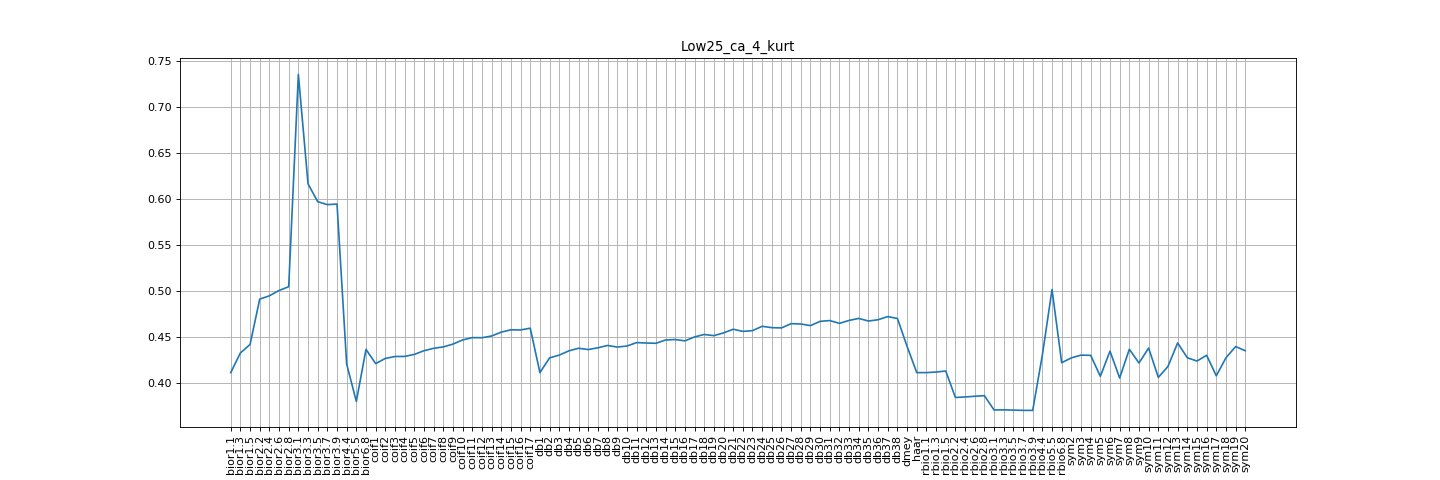 Low25_ca_4_kurt
0.75
0.70
0.65
0.60
0.55
0.50
0.45
0.40
bior1.1
bior1.3
bior1.5
bior2.2
bior2.4
bior2.6
bior2.8
bior3.1
bior3.3
bior3.5
bior3.7
bior3.9
bior4.4
bior5.5
bior6.8
coif1
coif2
coif3
coif4
coif5
coif6
coif7
coif8
coif9
coif10
coif11
coif12
coif13
coif14
coif15
coif16
coif17
db1
db2
db3
db4
db5
db6
db7
db8
db9
db10
db11
db12
db13
db14
db15
db16
db17
db18
db19
db20
db21
db22
db23
db24
db25
db26
db27
db28
db29
db30
db31
db32
db33
db34
db35
db36
db37
db38
dmey
haar
rbio1.1
rbio1.3
rbio1.5
rbio2.2
rbio2.4
rbio2.6
rbio2.8
rbio3.1
rbio3.3
rbio3.5
rbio3.7
rbio3.9
rbio4.4
rbio5.5
rbio6.8
sym2
sym3
sym4
sym5
sym6
sym7
sym8
sym9
sym10
sym11
sym12
sym13
sym14
sym15
sym16
sym17
sym18
sym19
sym20